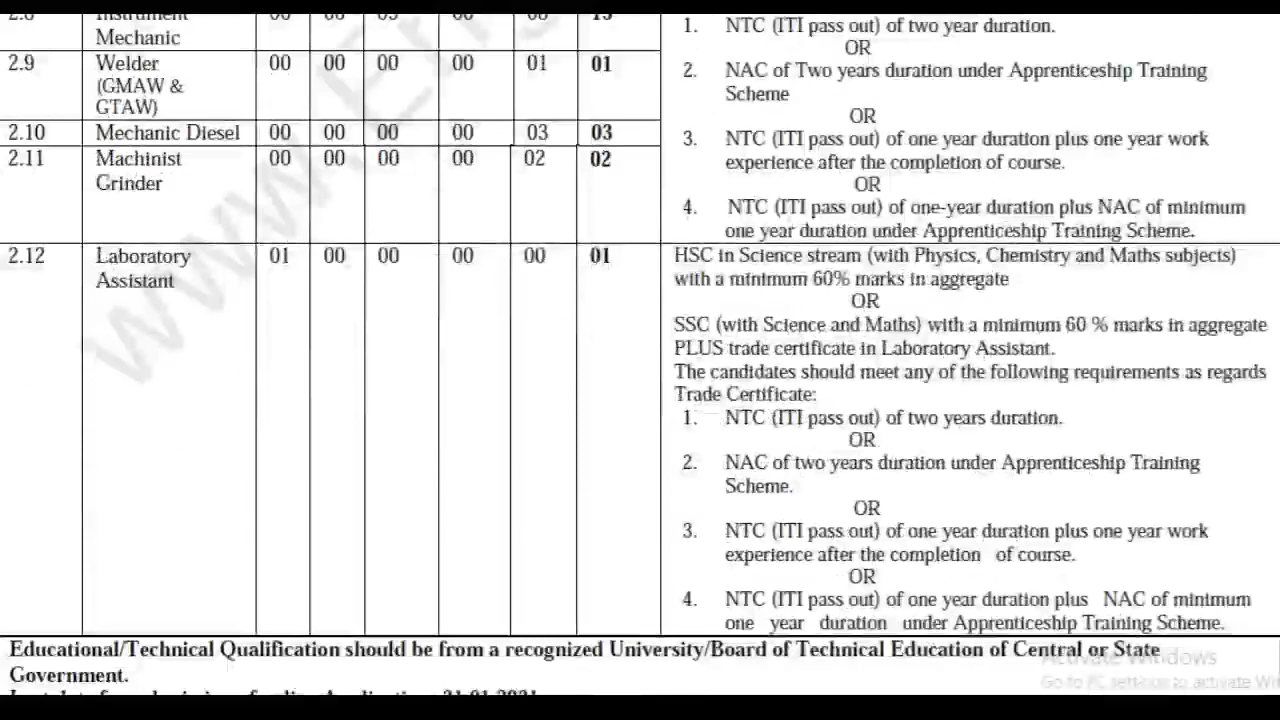 Instrument 00 00 00 13
Mechanic
2.9 Welder 00 00 00 00 01 01
(GMAW &
GTAW)
2.10 Mechanic Diesel 00 00 00 00 03 03
2.11 Machinist 00 00 00 00 02 02
Grinder
1. NTC (ITI pass out) of two year duration.
OR
2. NAC of Two years duration under Apprenticeship Training
Scheme
OR
3. NTC (ITI pass out) of one year duration plus one year work
experience after the completion of course.
OR
4. NTC (ITI pass out) of one-year duration plus NAC of minimum
one year duration under Apprenticeship Training Scheme.
2.12 Laboratory 01 00 00 00 00 01
Assistant
HSC in Science stream (with Physics, Chemistry and Maths subjects)
with a minimum 60% marks in aggregate
OR
SSC (with Science and Maths) with a minimum 60 % marks in aggregate
PLUS trade certificate in Laboratory Assistant.
The candidates should meet any of the following requirements as regards
Trade Certificate:
1. NTC (ITI pass out) of two years duration.
OR
2. NAC of two years duration under Apprenticeship Training
Scheme.
OR
3. NTC (ITI pass out) of one year duration plus one year work
experience after the completion of course.
OR
4. NTC (ITI pass out) of one year duration plus NAC of minimum
one year duration under Apprenticeship Training Scheme.
Educational/Technical Qualification should be from a recognized University/Board of Technical Education of Central or State
Government.
Activate Windows
Go to PC settings to activate